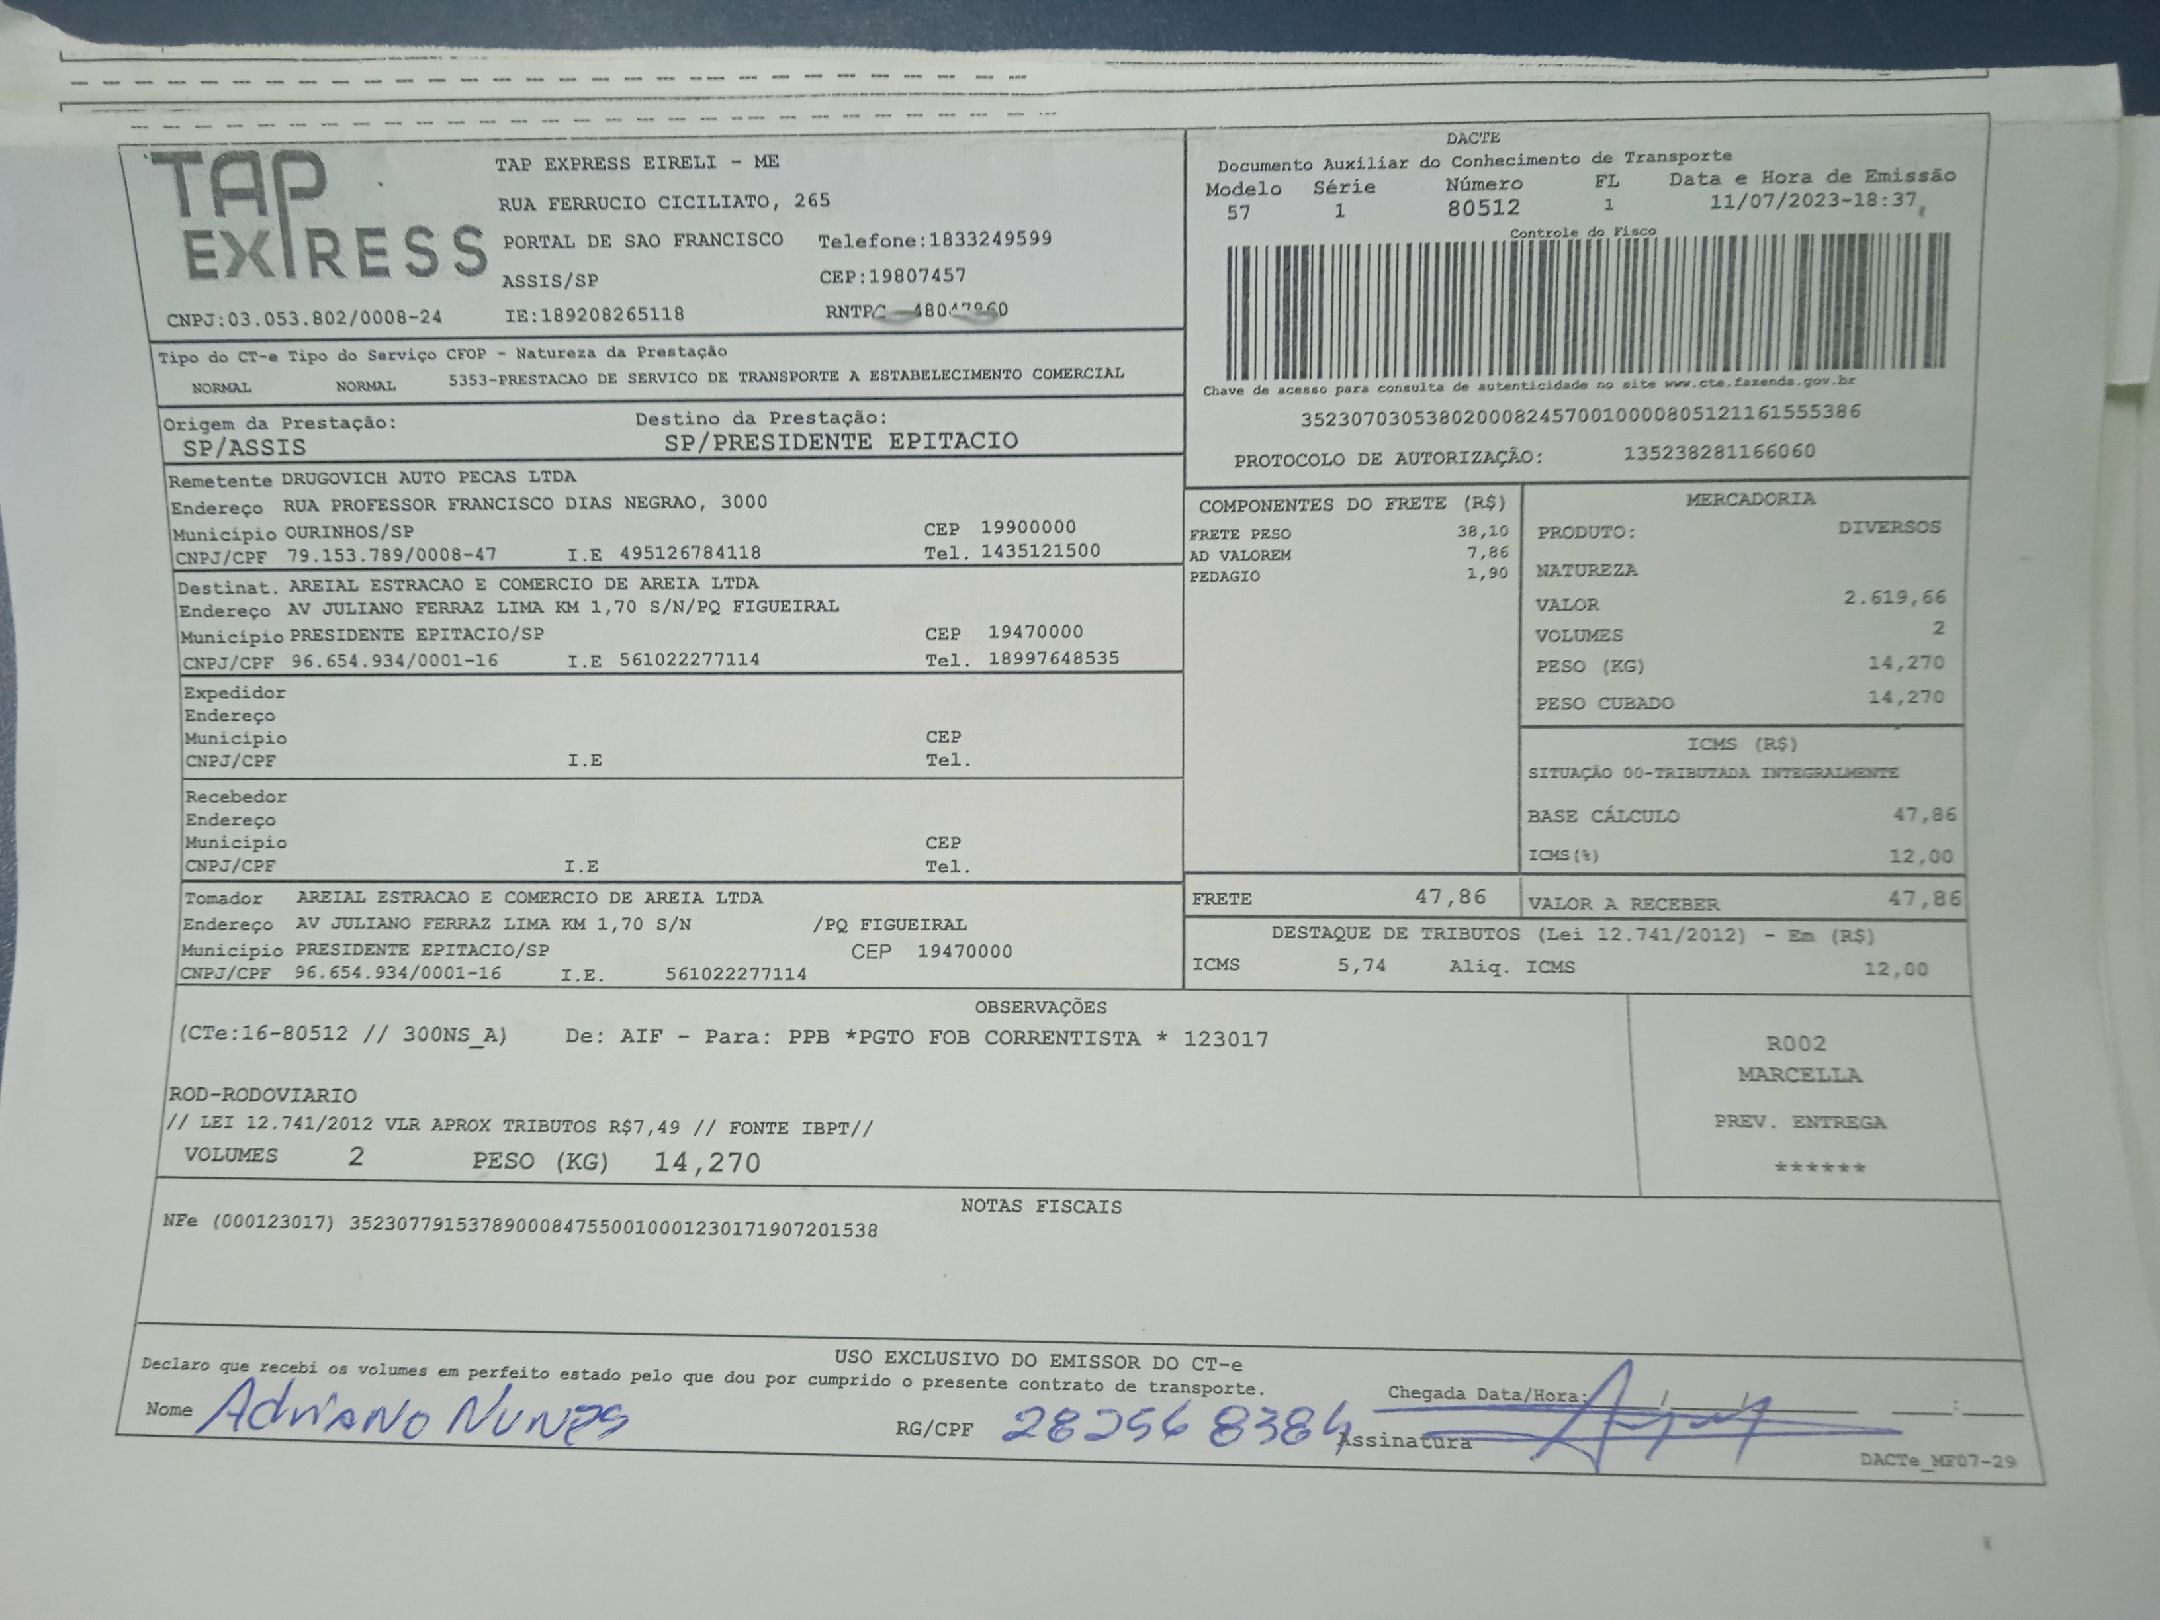 TAP
EXPRESS
TAP EXPRESS EIRELI - ME
RUA FERRUCIO CICILIATO, 265
PORTAL DE SAO FRANCISCO Telefone:1833249599
ASSIS/SP CEP:19807457
CNPJ:03.053.802/0008-24 IE:189208265118
DACTE
Documento Auxiliar do Conhecimento de Transporte
Modelo Série Número FL Data e Hora de Emissão
57 1 80512 1 11/07/2023-18:37
Controle do Fisco
Chave de acesso para consulta de autenticidade no site www.cte.fazenda.gov.br
35230703053802000824570010000805121161555386
PROTOCOLO DE AUTORIZAÇÃO: 135238281166060
Tipo do CT-e Tipo do Serviço CFOP - Natureza da Prestação
NORMAL NORMAL 5353-PRESTACAO DE SERVICO DE TRANSPORTE A ESTABELECIMENTO COMERCIAL
Origem da Prestação: Destino da Prestação:
SP/ASSIS SP/PRESIDENTE EPITACIO
Remetente DRUGOVICH AUTO PECAS LTDA
Endereço RUA PROFESSOR FRANCISCO DIAS NEGRAO, 3000
Município OURINHOS/SP CEP 19900000
CNPJ/CPF 79.153.789/0008-47 I.E 495126784118 Tel. 1435121500
Destinat. AREIAL ESTRACAO E COMERCIO DE AREIA LTDA
Endereço AV JULIANO FERRAZ LIMA KM 1,70 S/N/PQ FIGUEIRAL
Município PRESIDENTE EPITACIO/SP CEP 19470000
CNPJ/CPF 96.654.934/0001-16 I.E 561022277114 Tel. 18997648535
Expedidor
Endereço
Município CEP
CNPJ/CPF I.E Tel.
Recebedor
Endereço
Município CEP
CNPJ/CPF I.E Tel.
Tomador AREIAL ESTRACAO E COMERCIO DE AREIA LTDA
Endereço AV JULIANO FERRAZ LIMA KM 1,70 S/N /PQ FIGUEIRAL
Município PRESIDENTE EPITACIO/SP CEP 19470000
CNPJ/CPF 96.654.934/0001-16 I.E. 561022277114
COMPONENTES DO FRETE (R$)
FRETE PESO 38,10
AD VALOREM 7,86
PEDAGIO 1,90
MERCADORIA
PRODUTO: DIVERSOS
NATUREZA
VALOR 2.619,66
VOLUMES 2
PESO (KG) 14,270
PESO CUBADO 14,270
ICMS (R$)
SITUAÇÃO 00-TRIBUTADA INTEGRALMENTE
BASE CÁLCULO 47,86
ICMS(%) 12,00
FRETE 47,86 VALOR A RECEBER 47,86
DESTAQUE DE TRIBUTOS (Lei 12.741/2012) - Em (R$)
ICMS 5,74 Aliq. ICMS 12,00
OBSERVAÇÕES
(CTe:16-80512 // 300NS_A) De: AIF - Para: PPB *PGTO FOB CORRENTISTA * 123017
ROD-RODOVIARIO
// LEI 12.741/2012 VLR APROX TRIBUTOS R$7,49 // FONTE IBPT//
VOLUMES 2 PESO (KG) 14,270
R002
MARCELLA
PREV. ENTREGA
******
NOTAS FISCAIS
NFe (000123017) 35230779153789000847550010001230171907201538
USO EXCLUSIVO DO EMISSOR DO CT-e
Declaro que recebi os volumes em perfeito estado pelo que dou por cumprido o presente contrato de transporte.
Chegada Data/Hora:
Nome Adriano Nunes RG/CPF 282568384 Assinatura
DACTe_MF07-29